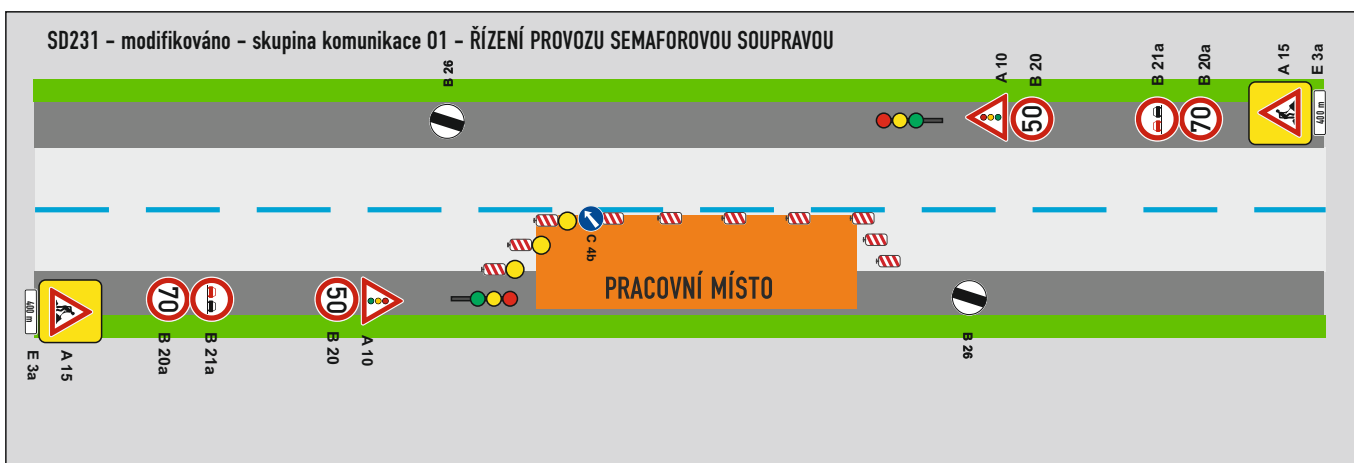 SD231 – modifikováno – skupina komunikace 01 – ŘÍZENÍ PROVOZU SEMAFOROVOU SOUPRAVOU
B 26
A 10
B 20
B 21a
B 20a
A 15
E 3a
50
70
400 m
C 4b
PRACOVNÍ MÍSTO
400 m
70
50
E 3a
A 15
B 20a
B 21a
B 20
A 10
B 26